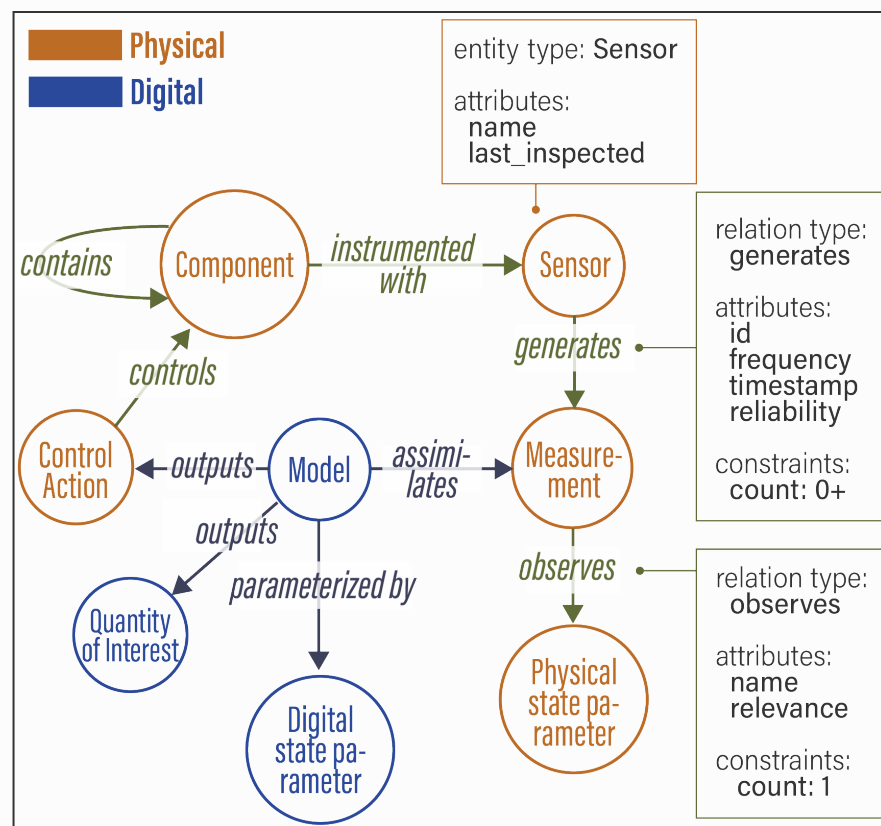 Physical
Digital
entity type: Sensor
attributes:
name
last_inspected
contains
Component
instrumented
with
Sensor
relation type:
generates
attributes:
id
frequency
timestamp
reliability
constraints:
count: 0+
generates
controls
Control
Action
outputs
Model
assimi-
lates
Measure-
ment
outputs
parameterized by
observes
relation type:
observes
attributes:
name
relevance
constraints:
count: 1
Quantity
of Interest
Digital
state pa-
rameter
Physical
state pa-
rameter